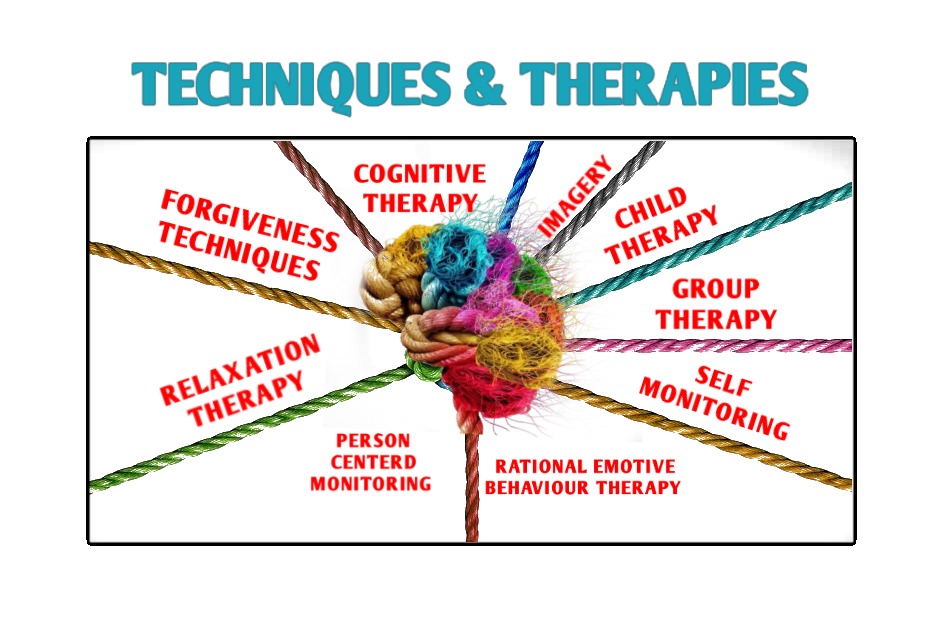 TECHNIQUES & THERAPIES
COGNITIVE
THERAPY
IMAGERY
CHILD
THERAPY
FORGIVENESS
TECHNIQUES
GROUP
THERAPY
RELAXATION
THERAPY
SELF
MONITORING
PERSON
CENTERD
MONITORING
RATIONAL EMOTIVE
BEHAVIOUR THERAPY